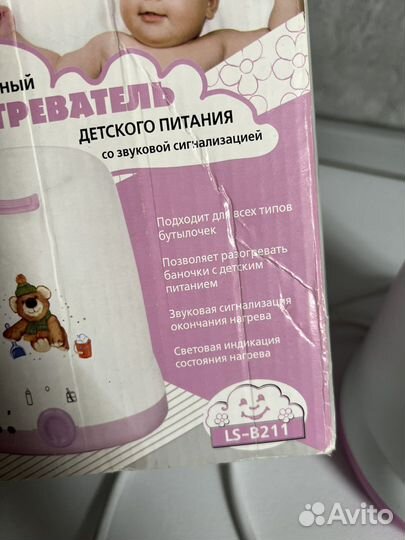 НЫЙ
ГРЕВАТЕЛЬ
ДЕТСКОГО ПИТАНИЯ
со звуковой сигнализацией
Подходит для всех типов
бутылочек
Позволяет разогревать
баночки с детским
питанием
Звуковая сигнализация
окончания нагрева
Световая индикация
состояния нагрева
LS-B211
Avito